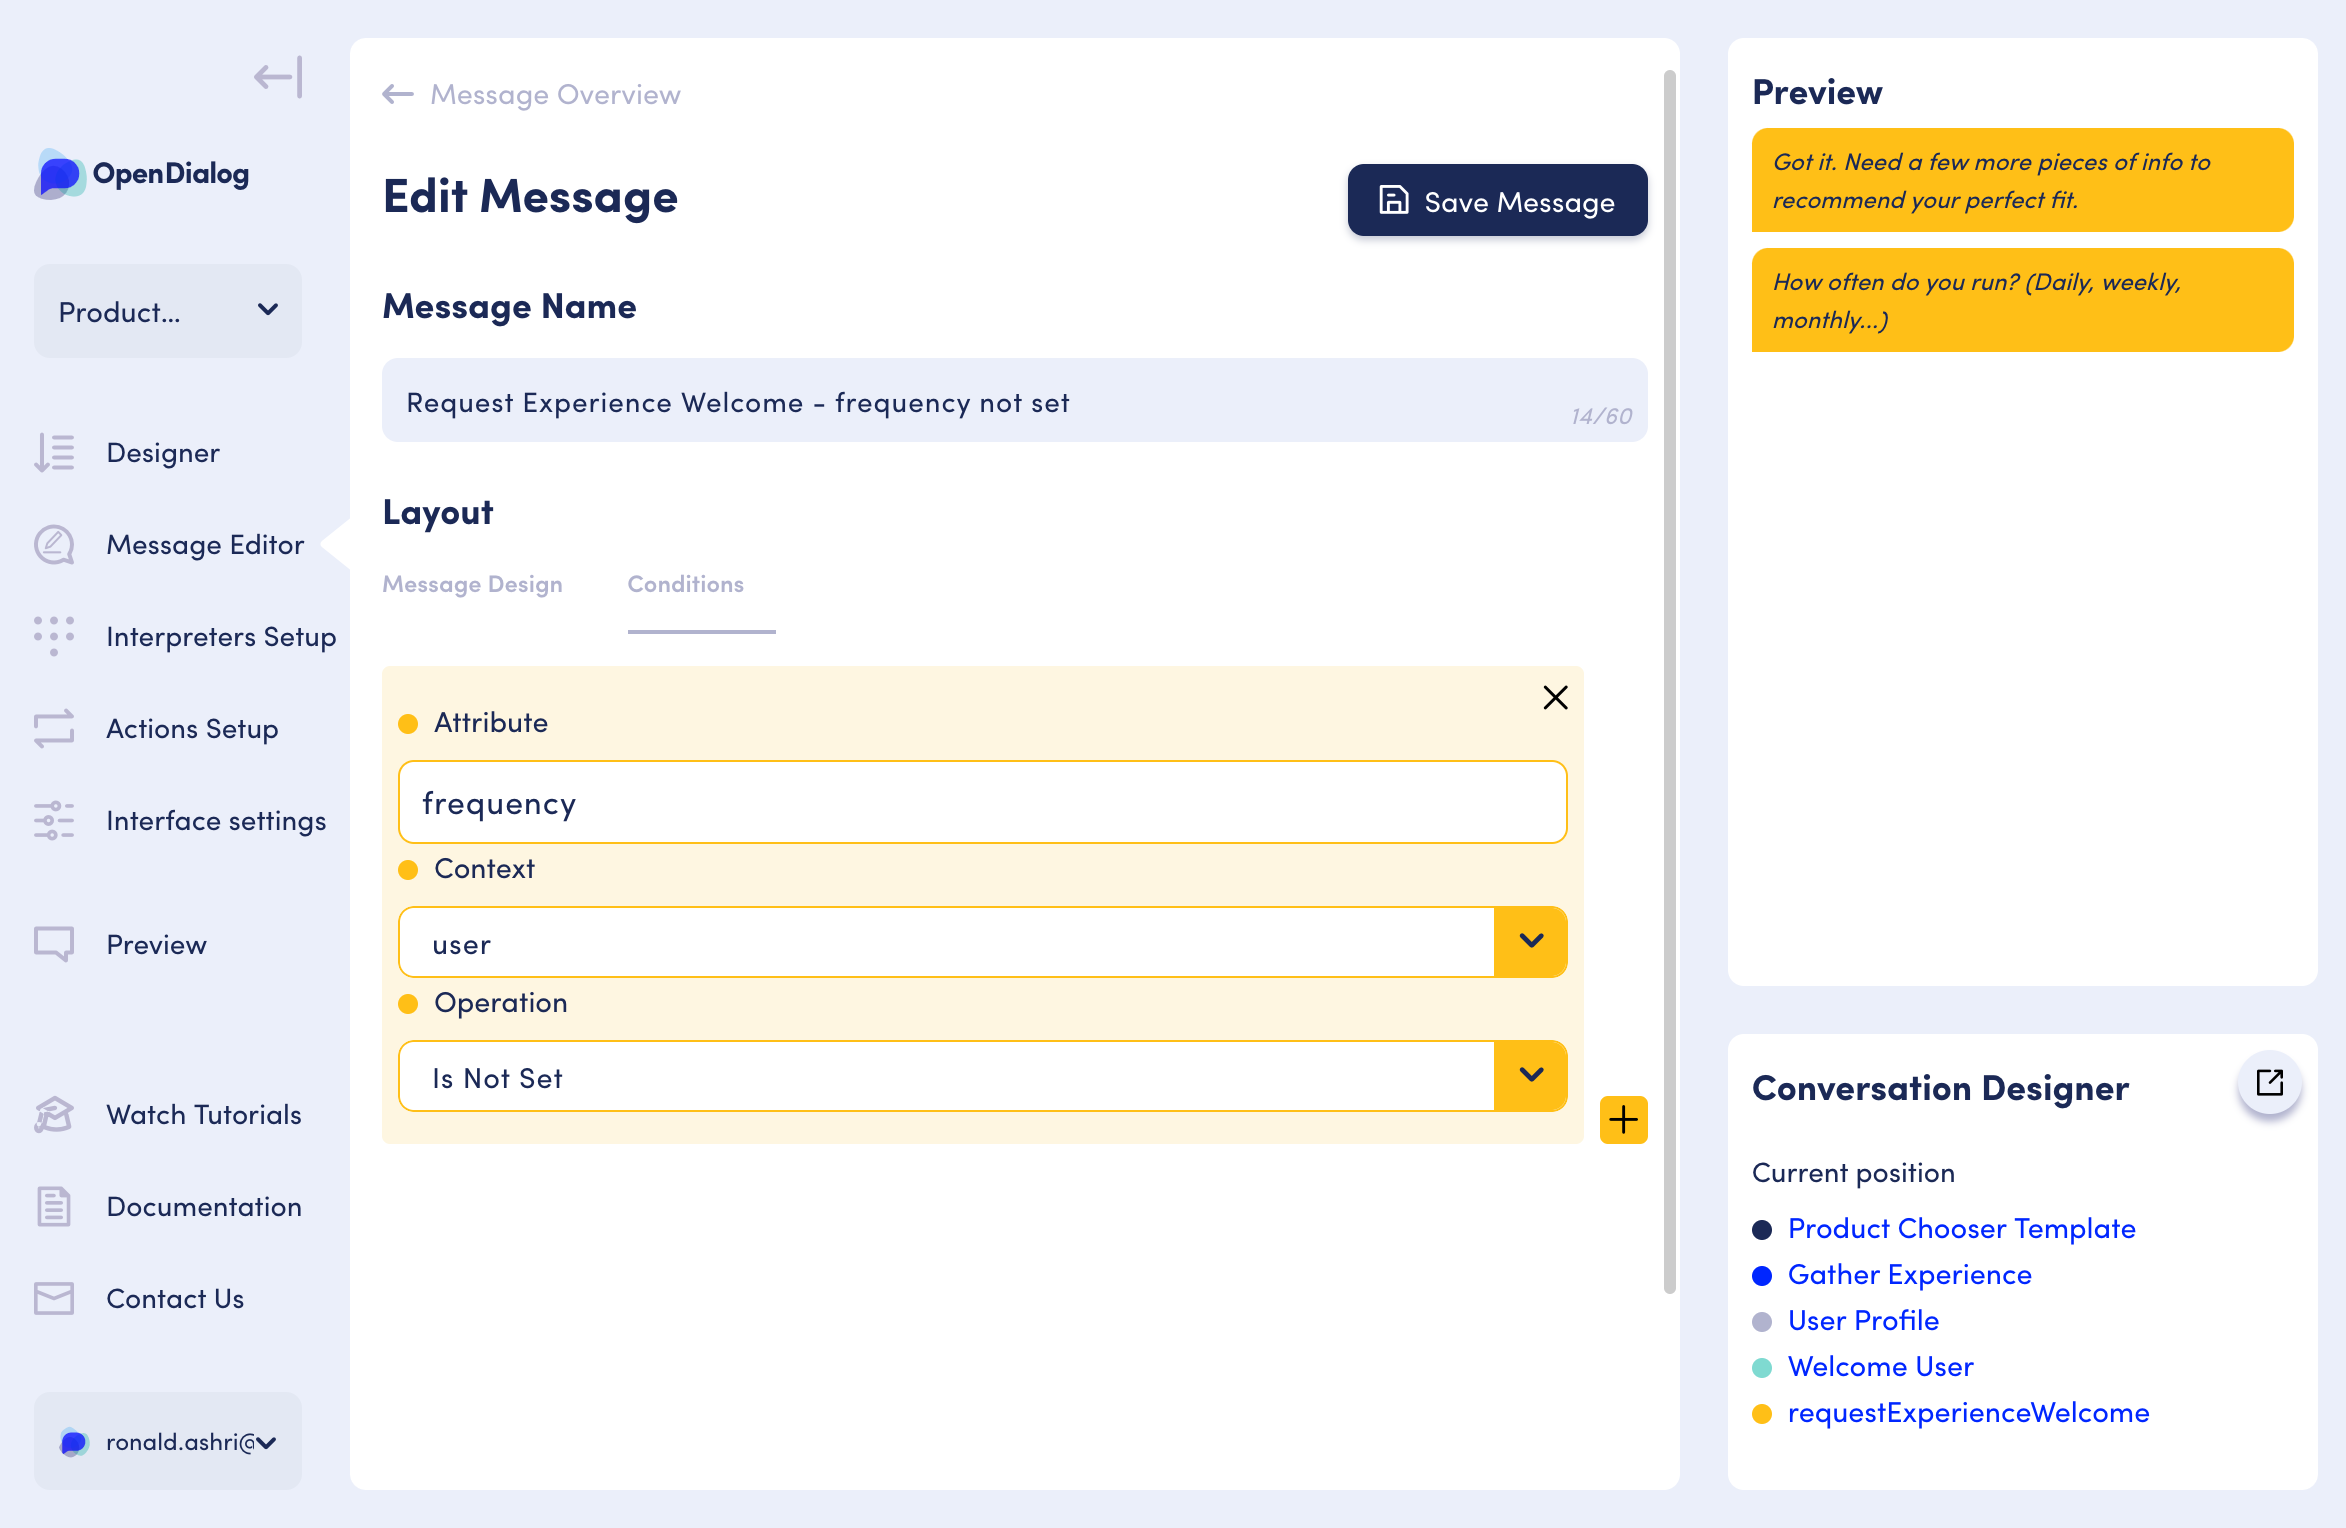 OpenDialog
Product...
Designer
Message Editor
Interpreters Setup
Actions Setup
Interface settings
Preview
Watch Tutorials
Documentation
Contact Us
ronald.ashri@
Message Overview
Edit Message
Save Message
Message Name
Request Experience Welcome - frequency not set
14/60
Layout
Message Design
Conditions
Attribute
frequency
Context
user
Operation
Is Not Set
Preview
Got it. Need a few more pieces of info to
recommend your perfect fit.
How often do you run? (Daily, weekly,
monthly...)
Conversation Designer
Current position
Product Chooser Template
Gather Experience
User Profile
Welcome User
requestExperienceWelcome